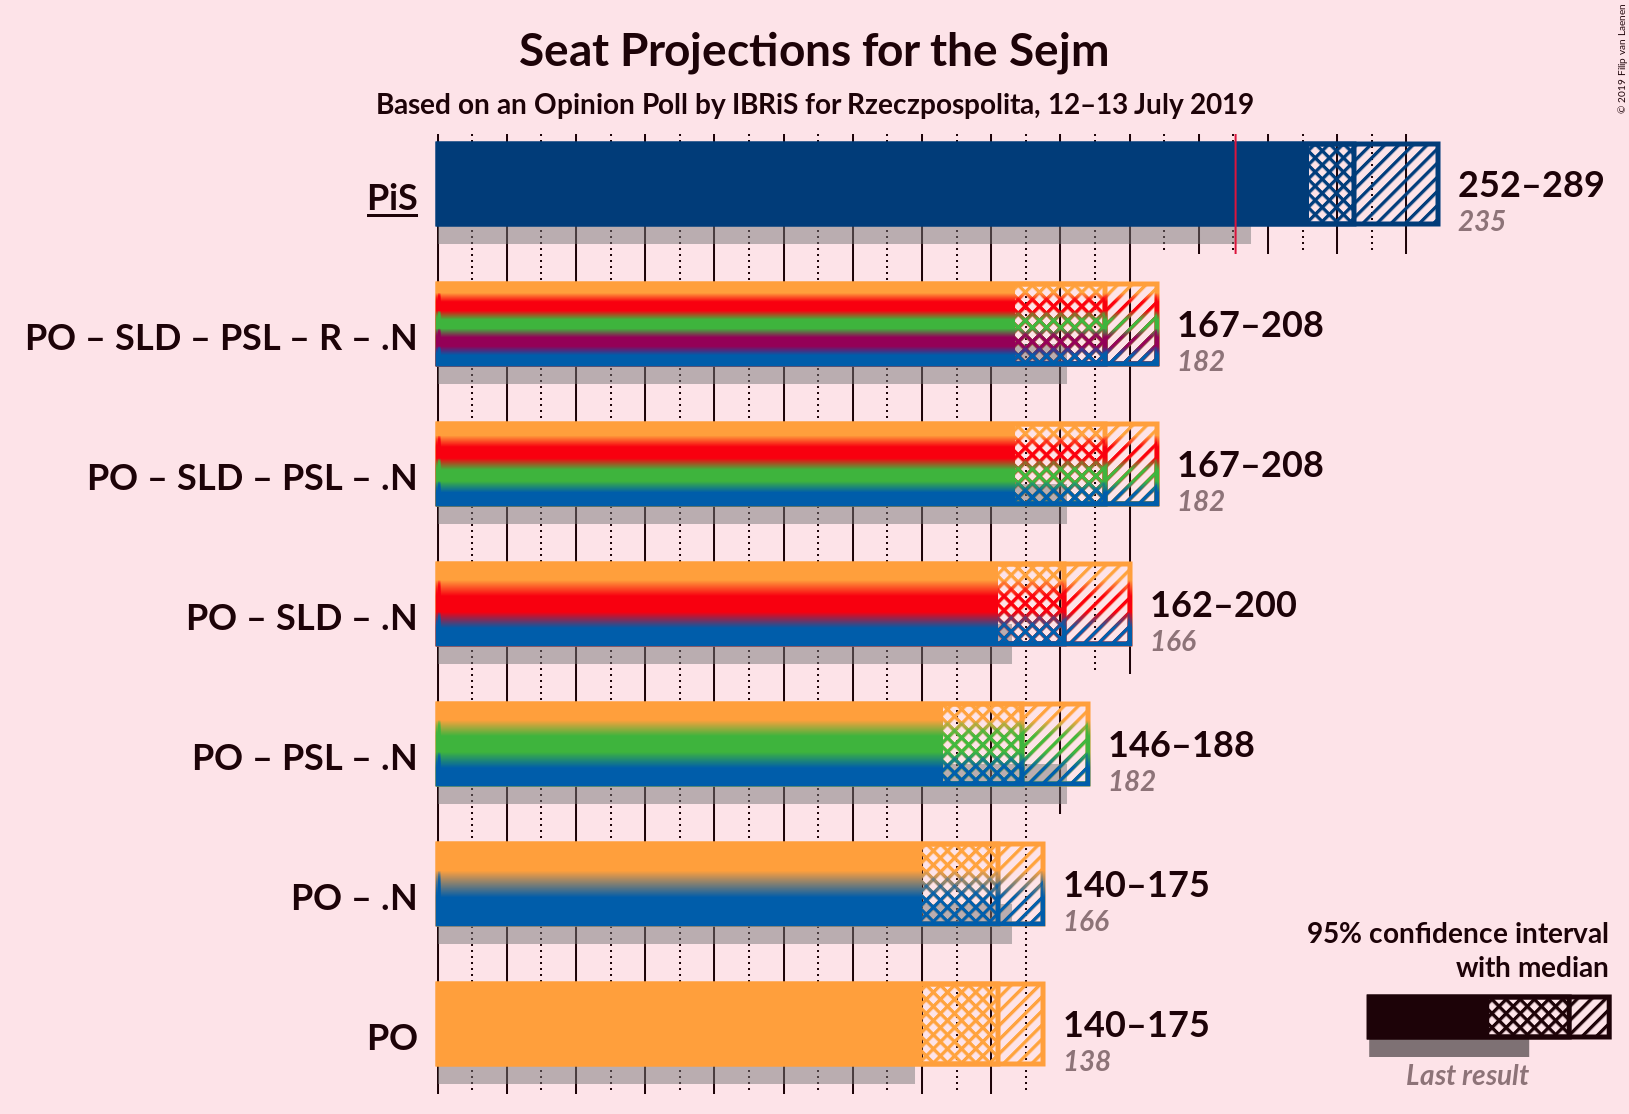 Seat Projections for the Sejm
Based on an Opinion Poll by IBRiS for Rzeczpospolita, 12–13 July 2019
© 2019 Filip van Laenen
PiS
252–289
235
PO – SLD – PSL – R – .N
167–208
182
PO – SLD – PSL – .N
167–208
182
PO – SLD – .N
162–200
166
PO – PSL – .N
146–188
182
PO – .N
140–175
166
PO
140–175
138
95% confidence interval
with median
Last result